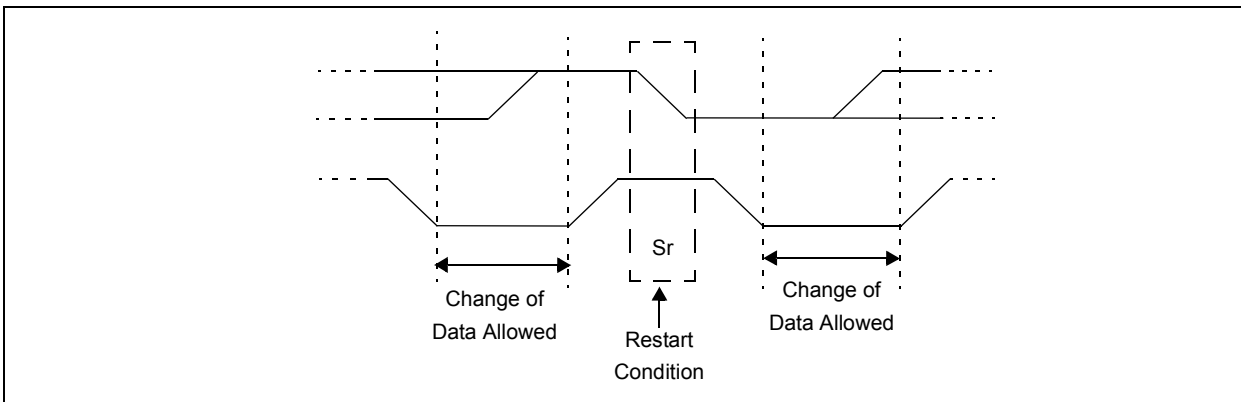 Sr
Change of
Data Allowed
Restart
Condition
Change of
Data Allowed